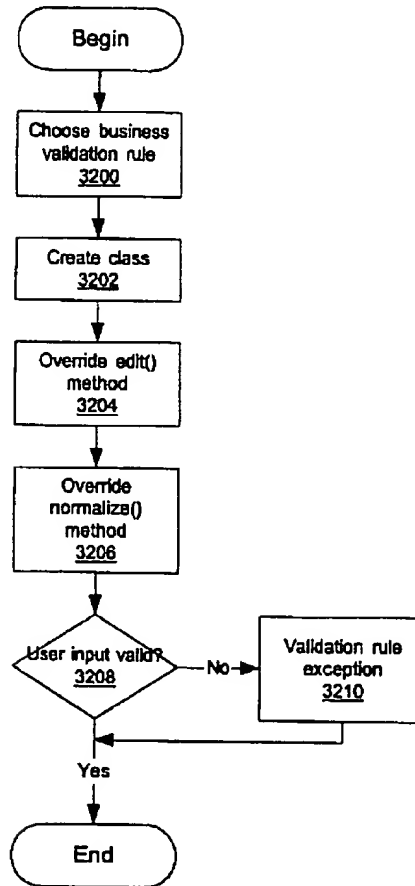 Begin
Choose business
validation rule
3200
Create class
3202
Override edit()
method
3204
Override
normalize()
method
3206
User input valid?
3208
No
Validation rule
exception
3210
Yes
End